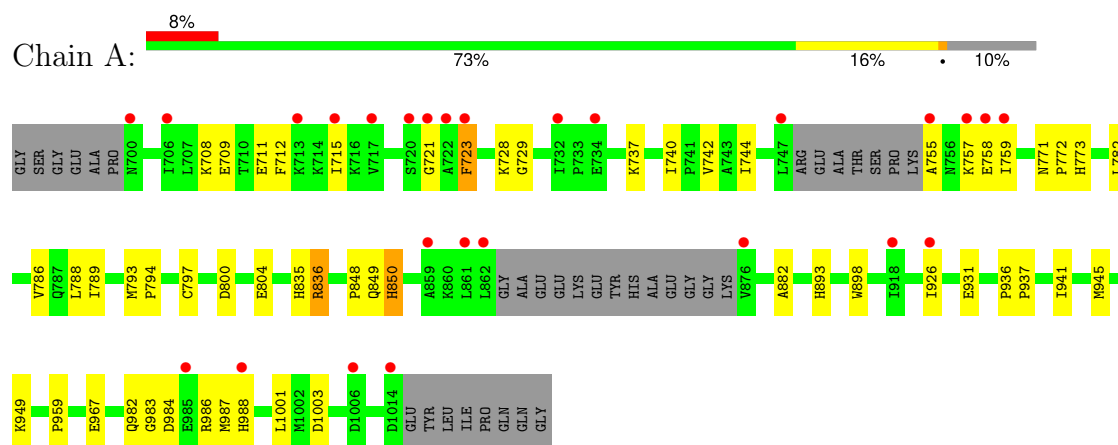 8%
Chain A:
73% 16% • 10%
GLY SER GLY GLU ALA PRO N700 I706 L707 K708 E709 T710 E711 F712 K713 K714 I715 K716 V717 S720 G721 A722 F723 K728 G729 I732 P733 E734 K737 I740 P741 V742 A743 I744 L747 ARG GLU ALA THR SER PRO LYS A755 N756 K757 E758 I759 N771 P772 H773
V786 Q787 L788 I789 M793 P794 C797 D800 E804 H835 R836 P848 Q849 H850 A859 K860 L861 L862 GLY ALA GLU GLU LYS GLU TYR HIS ALA GLU GLY GLY LYS V876 A882 H893 W898 I918 I926 E931 P936 P937 I941 M945
K949 P959 E967 Q982 G983 D984 E985 R986 M987 H988 L1001 M1002 D1003 D1006 D1014 GLU TYR LEU ILE PRO GLN GLN GLY